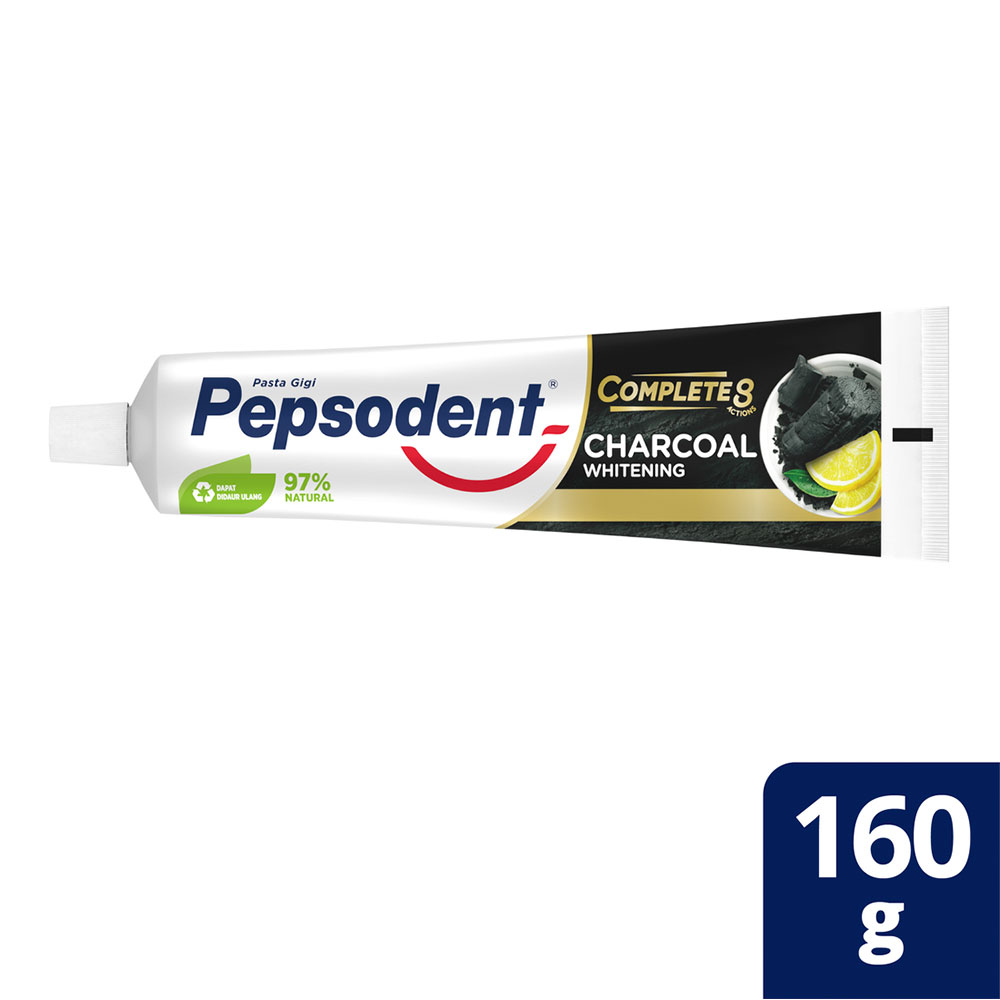 Pasta Gigi
Pepsodent®
DAPAT
DIDAUR ULANG
97%
NATURAL
COMPLETE 8
ACTIONS
CHARCOAL
WHITENING
160
g